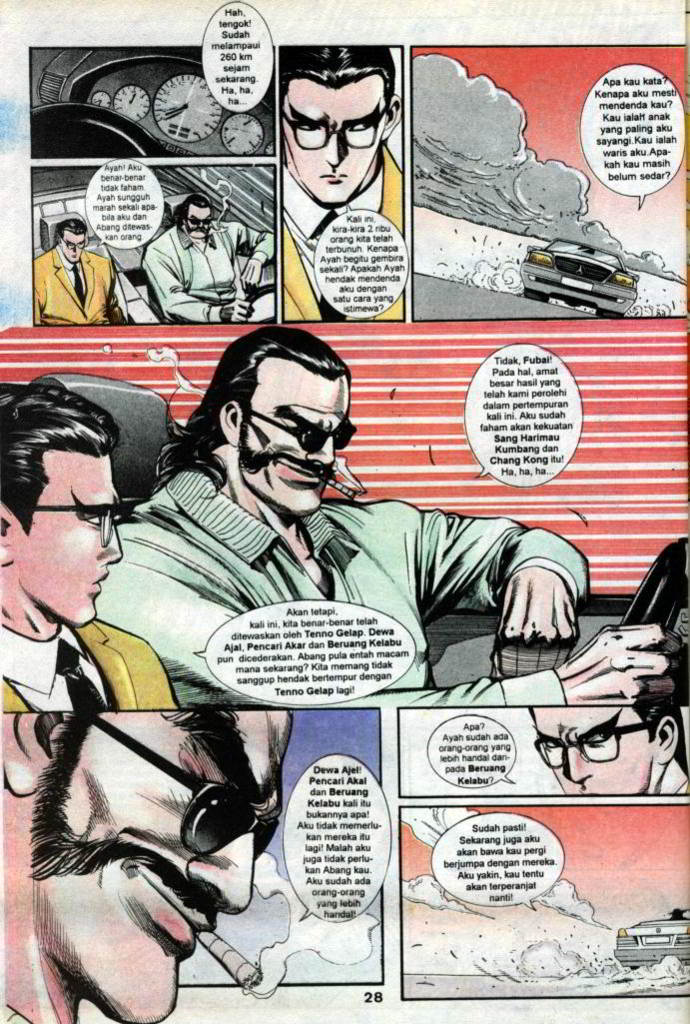 Hah,
tengok!
Sudah
melampaui
260 km
sejam
sekarang.
Ha, ha,
ha...
Ayah! Aku
benar-benar
tidak faham.
Ayah sungguh
marah sekali apa-
bila aku dan
Abang ditewas-
kan orang.
Kali ini,
kira-kira 2 ribu
orang kita telah
terbunuh. Kenapa
Ayah begitu gembira
sekali? Apakah Ayah
hendak mendenda
aku dengan
satu cara yang
istimewa?
Apa kau kata?
Kenapa aku mesti
mendenda kau?
Kau ialah anak
yang paling aku
sayangi.Kau ialah
waris aku.Apa-
kah kau masih
belum sedar?
Tidak, Fubai!
Pada hal, amat
besar hasil yang
telah kami perolehi
dalam pertempuran
kali ini. Aku sudah
faham akan kekuatan
Sang Harimau
Kumbang dan
Chang Kong itu!
Ha, ha, ha...
Akan tetapi,
kali ini, kita benar-benar telah
ditewaskan oleh Tenno Gelap. Dewa
Ajal, Pencari Akar dan Beruang Kelabu
pun dicederakan. Abang pula entah macam
mana sekarang? Kita memang tidak
sanggup hendak bertempur dengan
Tenno Gelap lagi!
Dewa Ajel!
Pencari Akal
dan Beruang
Kelabu kali itu
bukannya apa!
Aku tidak memerlu-
kan mereka itu
lagi! Malah aku
juga tidak perlu-
kan Abang kau.
Aku sudah ada
orang-orang
yang lebih
handal!
Apa?
Ayah sudah ada
orang-orang yang
lebih handal dari-
pada Beruang
Kelabu?
Sudah pasti!
Sekarang juga aku
akan bawa kau pergi
berjumpa dengan mereka.
Aku yakin, kau tentu
akan terperanjat
nanti!
28